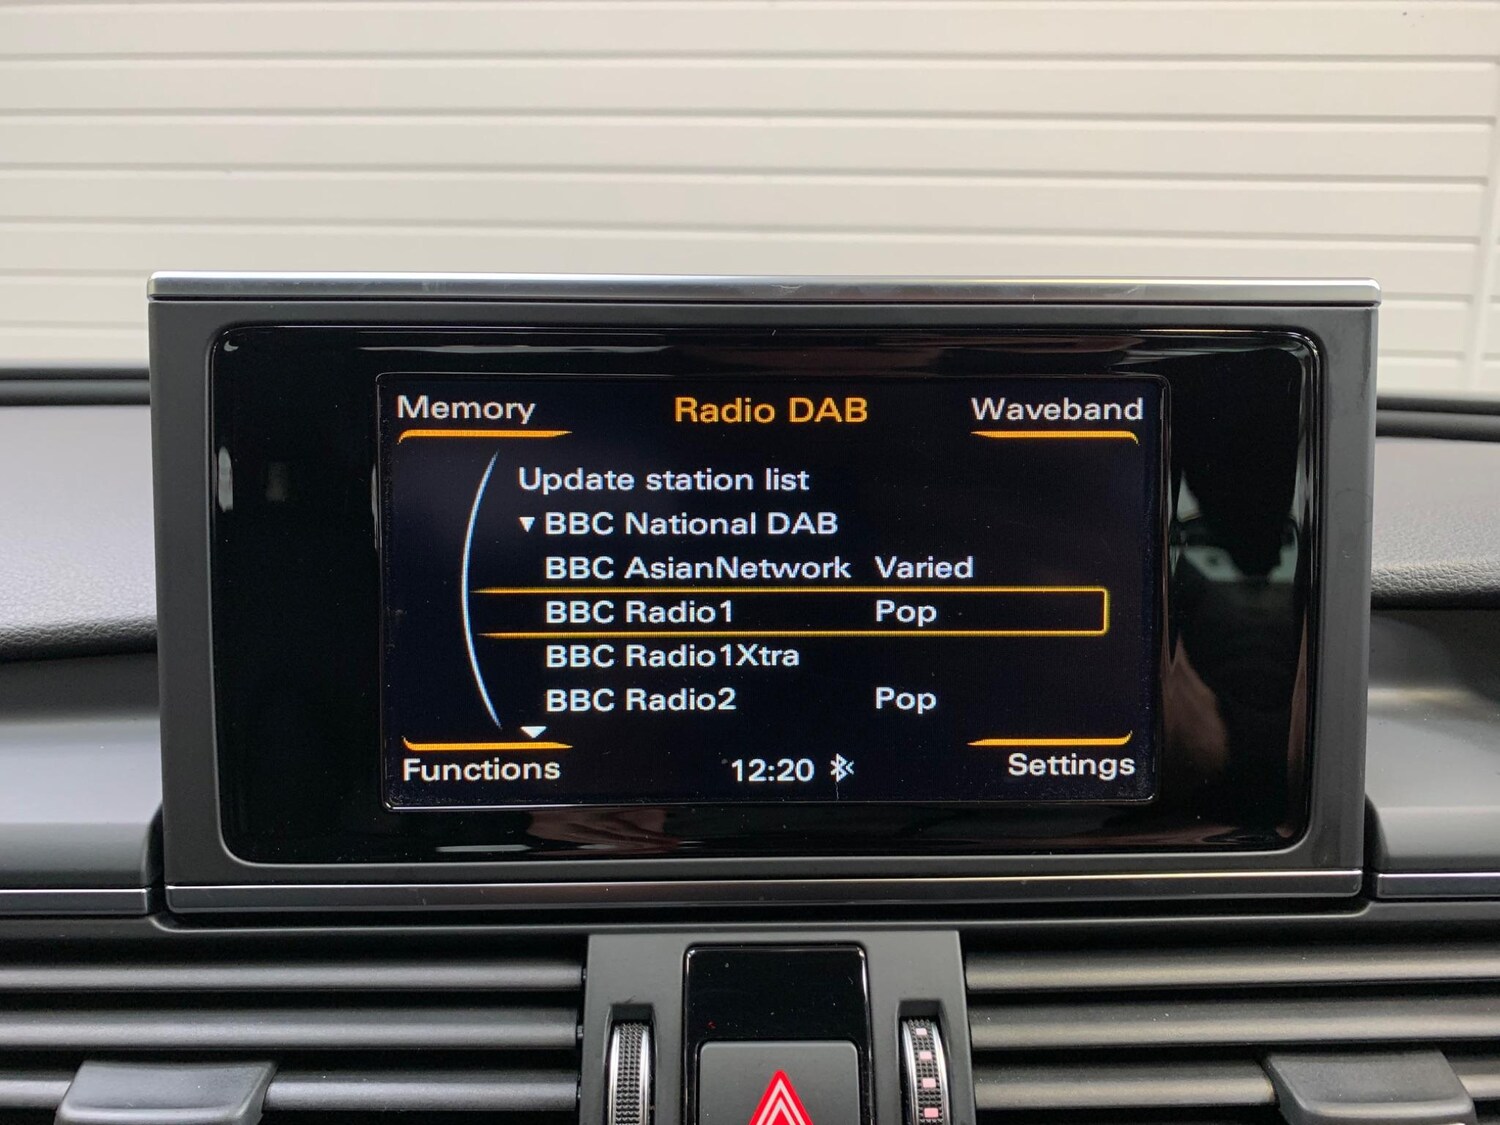 Memory Radio DAB Waveband
Update station list
▼ BBC National DAB
BBC AsianNetwork Varied
BBC Radio1 Pop
BBC Radio1Xtra
BBC Radio2 Pop
Functions 12:20 Settings